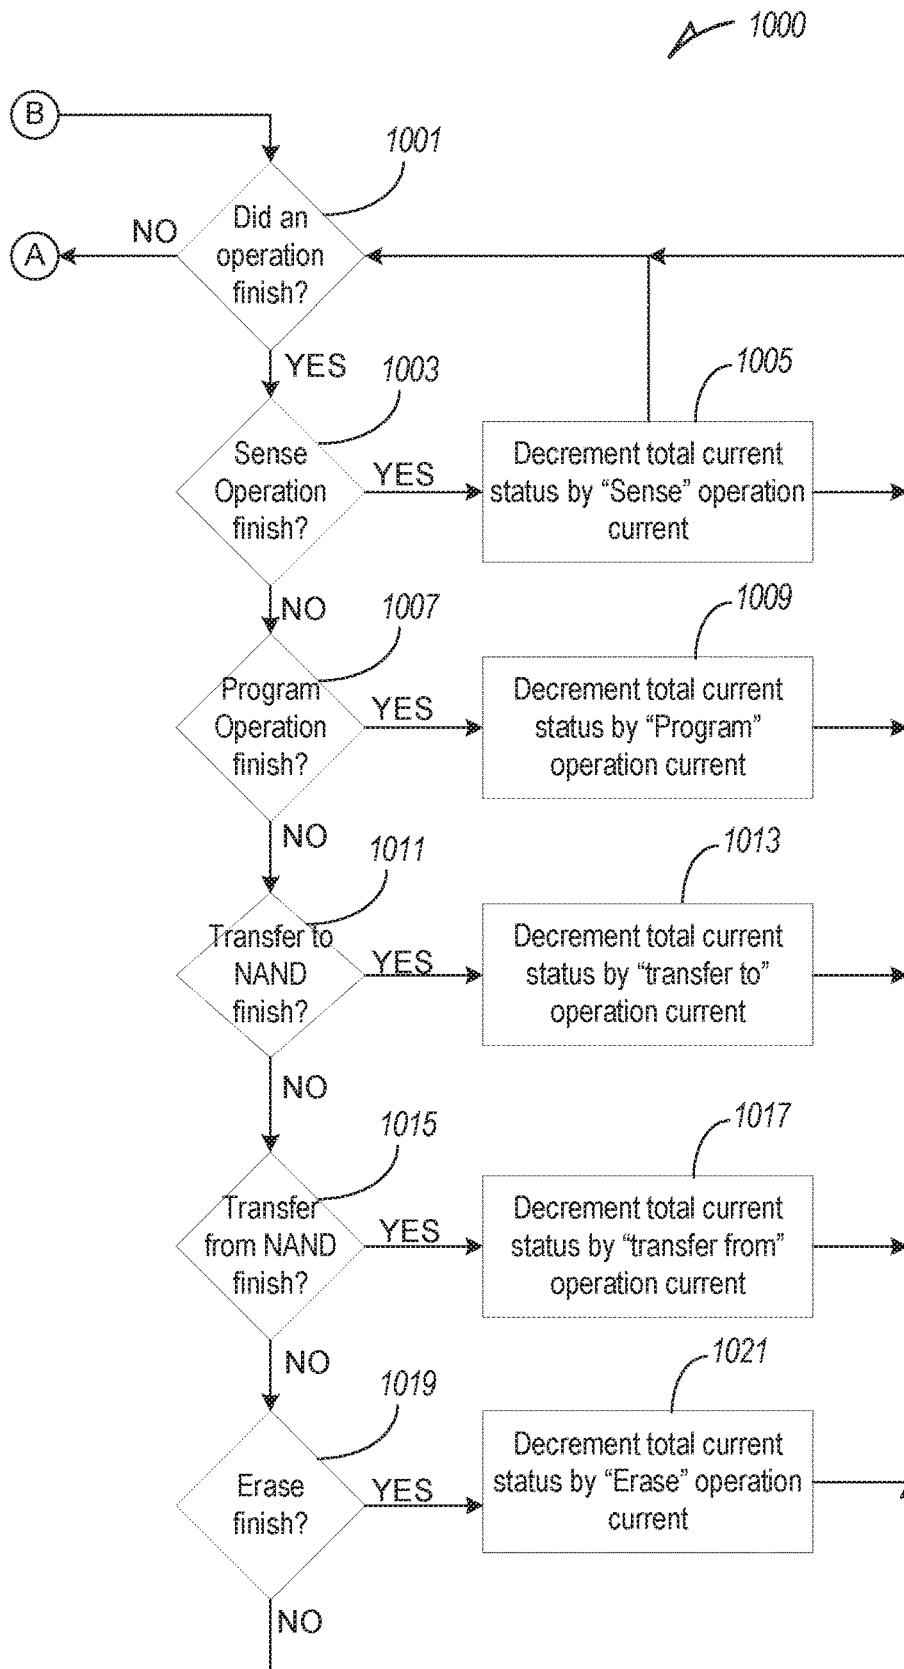 1000
B
1001
Did an
operation
finish?
NO
A
YES
1003
Sense
Operation
finish?
YES
1005
Decrement total current
status by “Sense” operation
current
NO
1007
Program
Operation
finish?
YES
1009
Decrement total current
status by “Program”
operation current
NO
1011
Transfer to
NAND
finish?
YES
1013
Decrement total current
status by “transfer to”
operation current
NO
1015
Transfer
from NAND
finish?
YES
1017
Decrement total current
status by “transfer from”
operation current
NO
1019
Erase
finish?
YES
1021
Decrement total current
status by “Erase” operation
current
NO